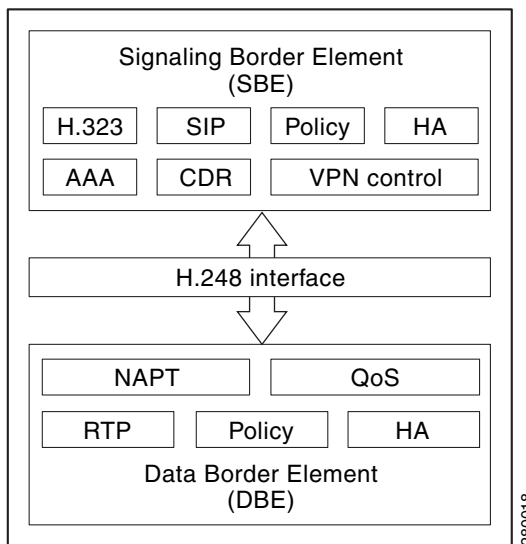 Signaling Border Element
(SBE)
H.323 SIP Policy HA
AAA CDR VPN control
H.248 interface
NAPT QoS
RTP Policy HA
Data Border Element
(DBE)